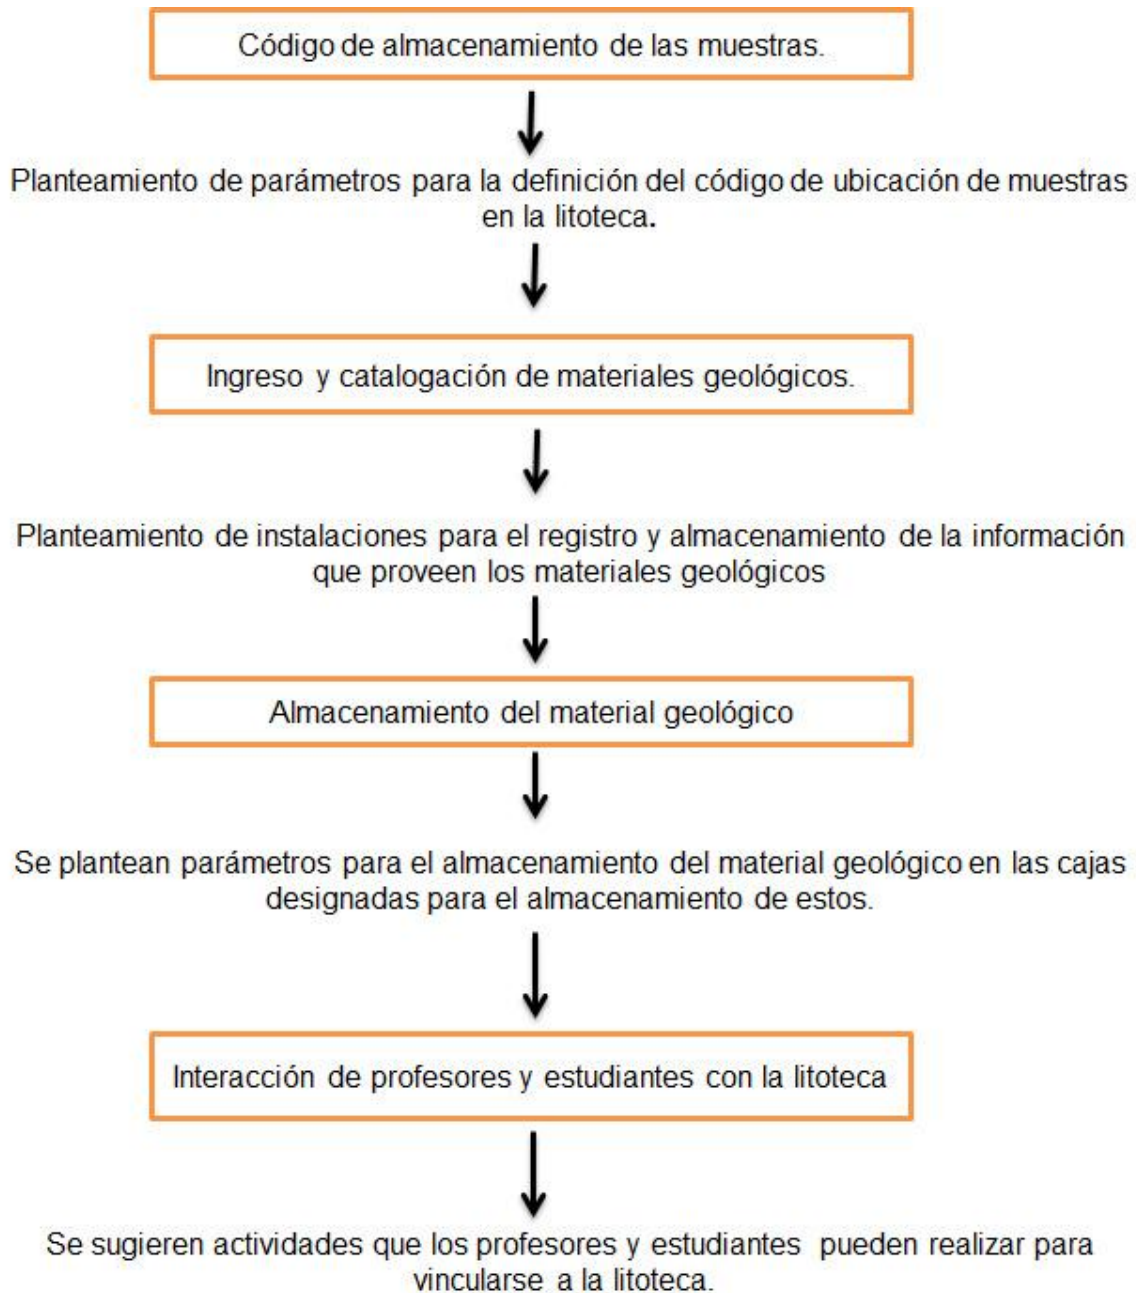 Código de almacenamiento de las muestras.
Planteamiento de parámetros para la definición del código de ubicación de muestras
en la litoteca.
Ingreso y catalogación de materiales geológicos.
Planteamiento de instalaciones para el registro y almacenamiento de la información
que proveen los materiales geológicos
Almacenamiento del material geológico
Se plantean parámetros para el almacenamiento del material geológico en las cajas
designadas para el almacenamiento de estos.
Interacción de profesores y estudiantes con la litoteca
Se sugieren actividades que los profesores y estudiantes pueden realizar para
vincularse a la litoteca.